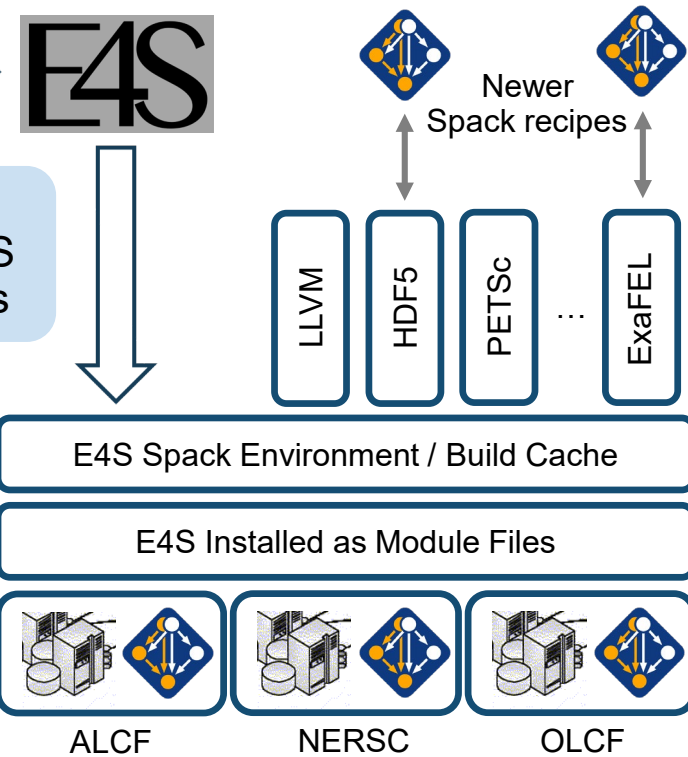 E4S
Newer
Spack recipes
S
s
LLVM
HDF5
PETSc
...
ExaFEL
E4S Spack Environment / Build Cache
E4S Installed as Module Files
ALCF
NERSC
OLCF